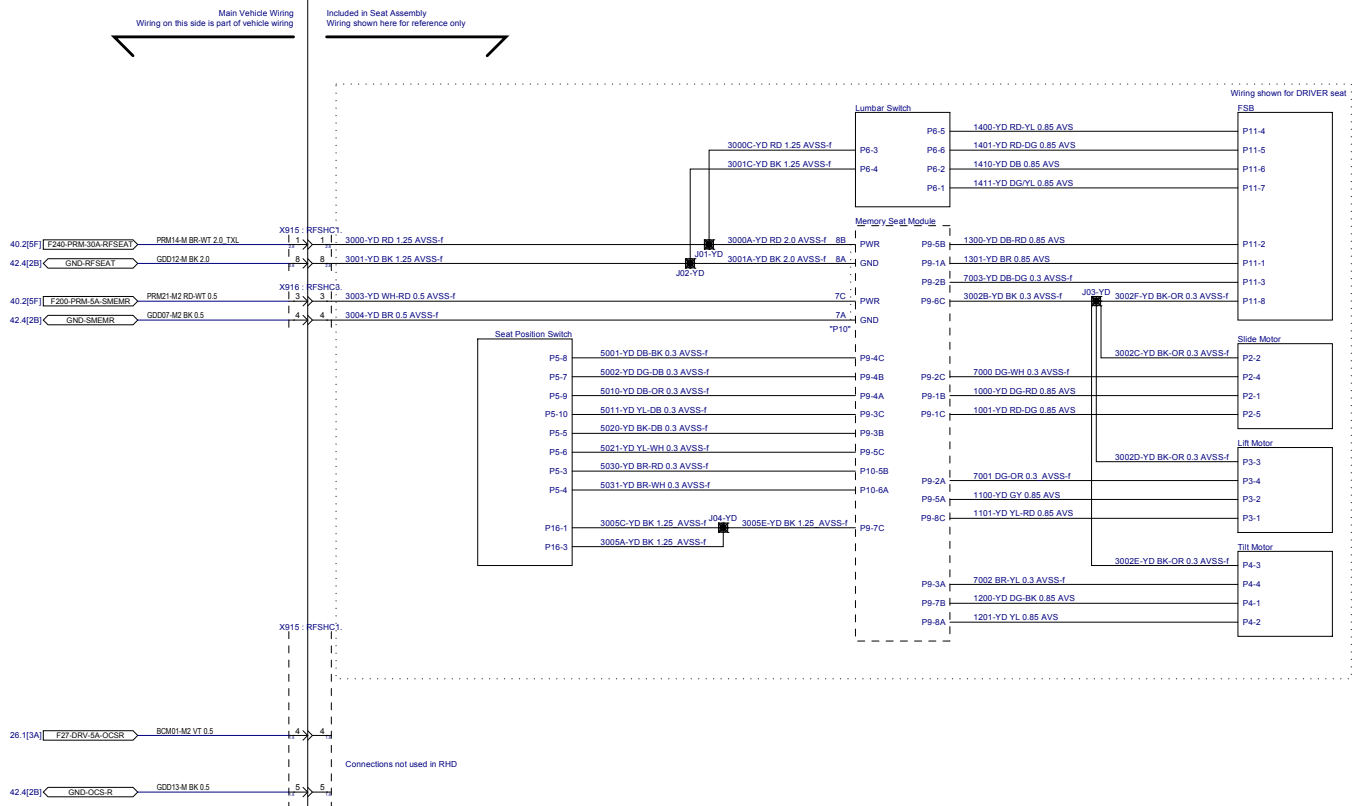 Main Vehicle Wiring
Wiring on this side is part of vehicle wiring
Included in Seat Assembly
Wiring shown here for reference only
Wiring shown for DRIVER seat
Lumbar Switch
FSB
P6-5 1400-YD RD-YL 0.85 AVS P11-4
3000C-YD RD 1.25 AVSS-f P6-3
P6-6 1401-YD RD-DG 0.85 AVS P11-5
3001C-YD BK 1.25 AVSS-f P6-4
P6-2 1410-YD DB 0.85 AVS P11-6
P6-1 1411-YD DG/YL 0.85 AVS P11-7
Memory Seat Module
X915 : RFSHC1.
40.2[5F] F240-PRM-30A-RFSEAT PRM14-M BR-WT 2.0_TXL 1 1 3000-YD RD 1.25 AVSS-f 3000A-YD RD 2.0 AVSS-f 8B PWR
P9-5B 1300-YD DB-RD 0.85 AVS P11-2
J01-YD
42.4[2B] GND-RFSEAT GDD12-M BK 2.0 8 8 3001-YD BK 1.25 AVSS-f 3001A-YD BK 2.0 AVSS-f 8A GND
P9-1A 1301-YD BR 0.85 AVS P11-1
J02-YD
P9-2B 7003-YD DB-DG 0.3 AVSS-f P11-3
X916 : RFSHC3.
40.2[5F] F200-PRM-5A-SMEMR PRM21-M2 RD-WT 0.5 3 3 3003-YD WH-RD 0.5 AVSS-f 7C PWR
P9-6C 3002B-YD BK 0.3 AVSS-f J03-YD 3002F-YD BK-OR 0.3 AVSS-f P11-8
42.4[2B] GND-SMEMR GDD07-M2 BK 0.5 4 4 3004-YD BR 0.5 AVSS-f 7A GND
"P10"
Seat Position Switch
Slide Motor
P5-8 5001-YD DB-BK 0.3 AVSS-f P9-4C
3002C-YD BK-OR 0.3 AVSS-f P2-2
P5-7 5002-YD DG-DB 0.3 AVSS-f P9-4B
P9-2C 7000 DG-WH 0.3 AVSS-f P2-4
P5-9 5010-YD DB-OR 0.3 AVSS-f P9-4A
P9-1B 1000-YD DG-RD 0.85 AVS P2-1
P5-10 5011-YD YL-DB 0.3 AVSS-f P9-3C
P9-1C 1001-YD RD-DG 0.85 AVS P2-5
P5-5 5020-YD BK-DB 0.3 AVSS-f P9-3B
Lift Motor
P5-6 5021-YD YL-WH 0.3 AVSS-f P9-5C
3002D-YD BK-OR 0.3 AVSS-f P3-3
P5-3 5030-YD BR-RD 0.3 AVSS-f P10-5B
P9-2A 7001 DG-OR 0.3 AVSS-f P3-4
P5-4 5031-YD BR-WH 0.3 AVSS-f P10-6A
P9-5A 1100-YD GY 0.85 AVS P3-2
P9-8C 1101-YD YL-RD 0.85 AVS P3-1
P16-1 3005C-YD BK 1.25 AVSS-f J04-YD 3005E-YD BK 1.25 AVSS-f P9-7C
P16-3 3005A-YD BK 1.25 AVSS-f
Tilt Motor
3002E-YD BK-OR 0.3 AVSS-f P4-3
P9-3A 7002 BR-YL 0.3 AVSS-f P4-4
P9-7B 1200-YD DG-BK 0.85 AVS P4-1
P9-8A 1201-YD YL 0.85 AVS P4-2
X915 : RFSHC1.
26.1[3A] F27-DRV-5A-OCSR BCM01-M2 VT 0.5 4 4
Connections not used in RHD
42.4[2B] GND-OCS-R GDD13-M BK 0.5 5 5